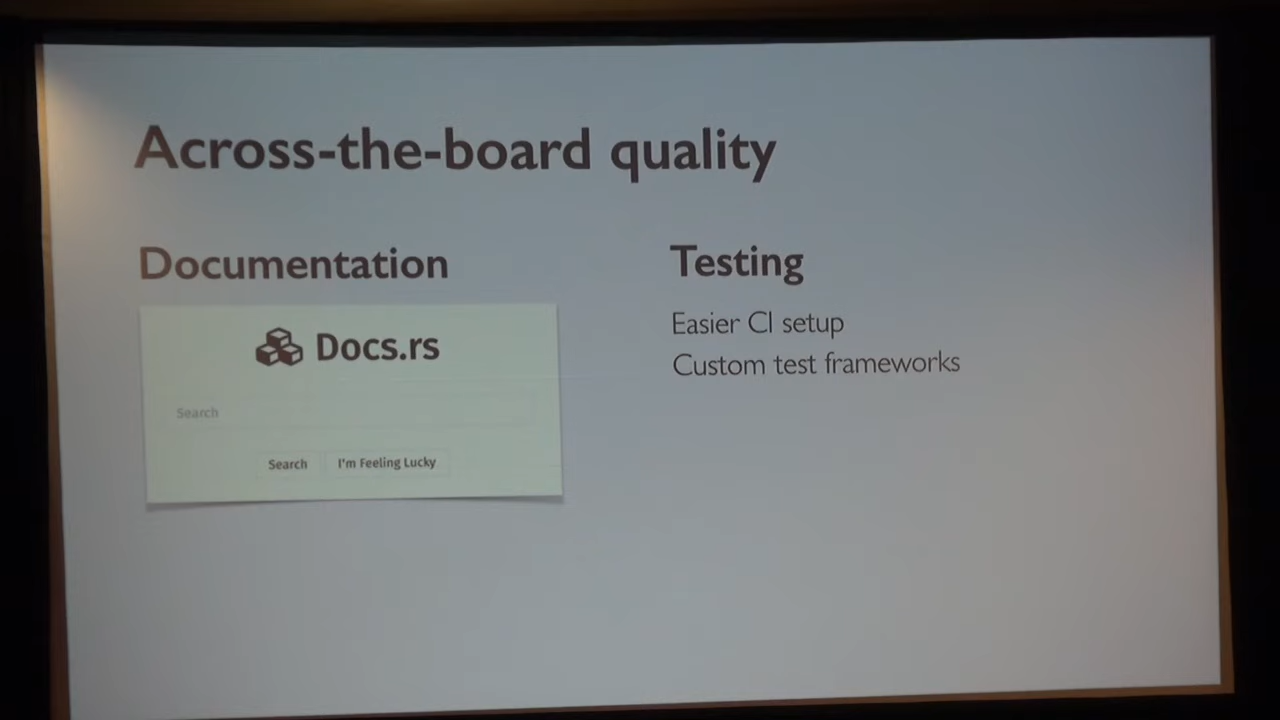 Across-the-board quality
Documentation
Docs.rs
Search
Search
I'm Feeling Lucky
Testing
Easier CI setup
Custom test frameworks